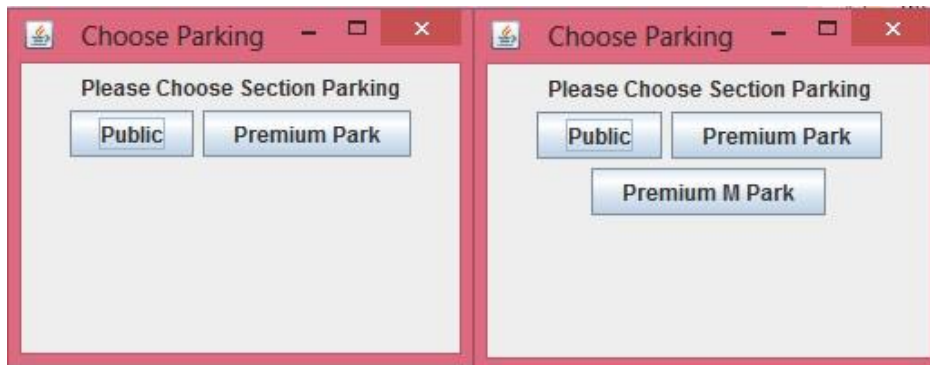 Choose Parking
Please Choose Section Parking
Public Premium Park
Choose Parking
Please Choose Section Parking
Public Premium Park
Premium M Park